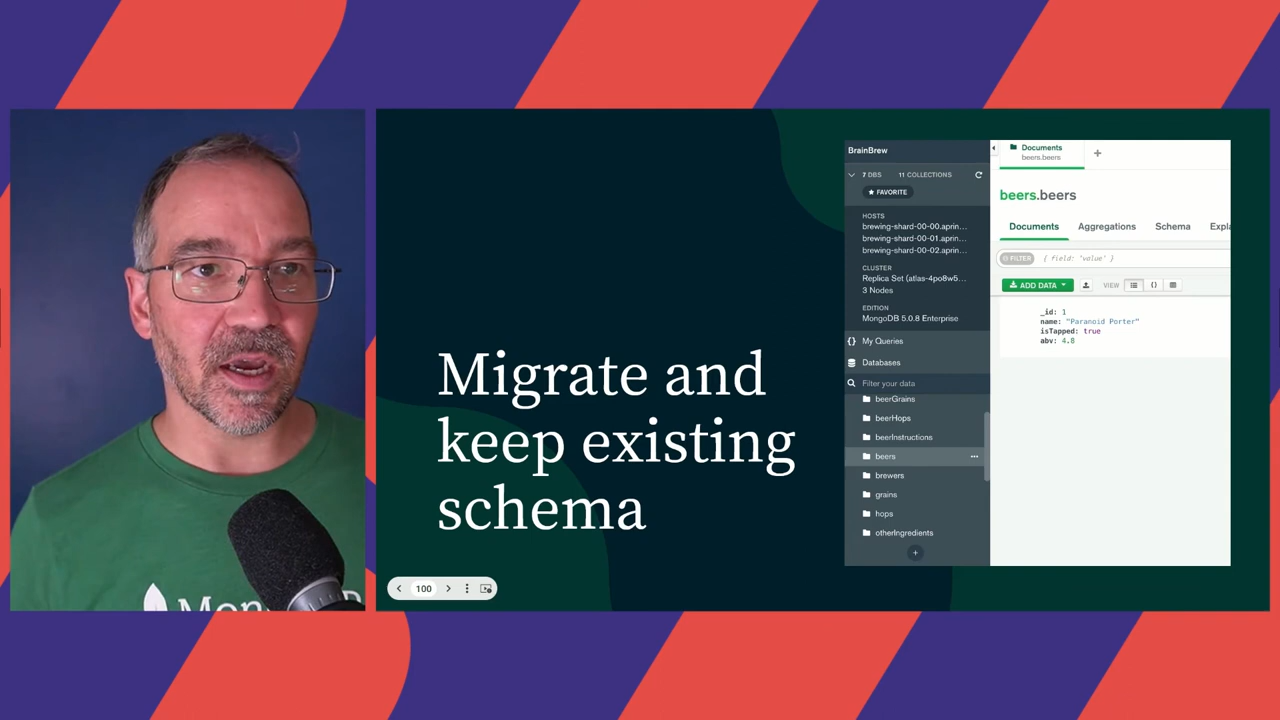 Migrate and
keep existing
schema
100
BrainBrew
7 DBS 11 COLLECTIONS
★ FAVORITE
HOSTS
brewing-shard-00-00.aprin...
brewing-shard-00-01.aprin...
brewing-shard-00-02.aprin...
CLUSTER
Replica Set (atlas-4po8w5...
3 Nodes
EDITION
MongoDB 5.0.8 Enterprise
{} My Queries
Databases
Filter your data
beerGrains
beerHops
beerInstructions
beers ...
brewers
grains
hops
otherIngredients
+
Documents
beers.beers
+
beers.beers
Documents Aggregations Schema Expla
FILTER { field: 'value' }
ADD DATA VIEW {}
_id: 1
name: "Paranoid Porter"
isTapped: true
abv: 4.8